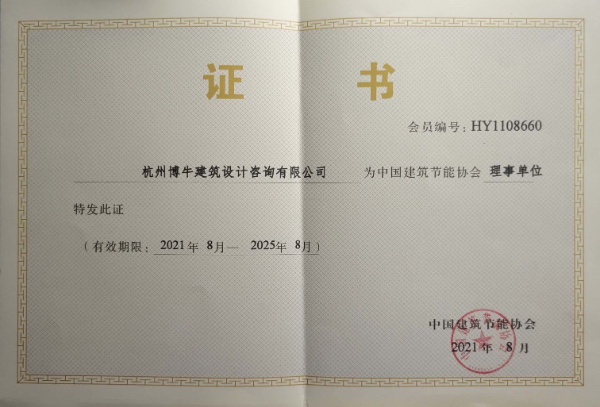 证 书
会员编号：HY1108660
杭州博牛建筑设计咨询有限公司 为中国建筑节能协会 理事单位
特发此证
（有效期限：2021年 8月— 2025年 8月）
中国建筑节能协会
2021年 8月